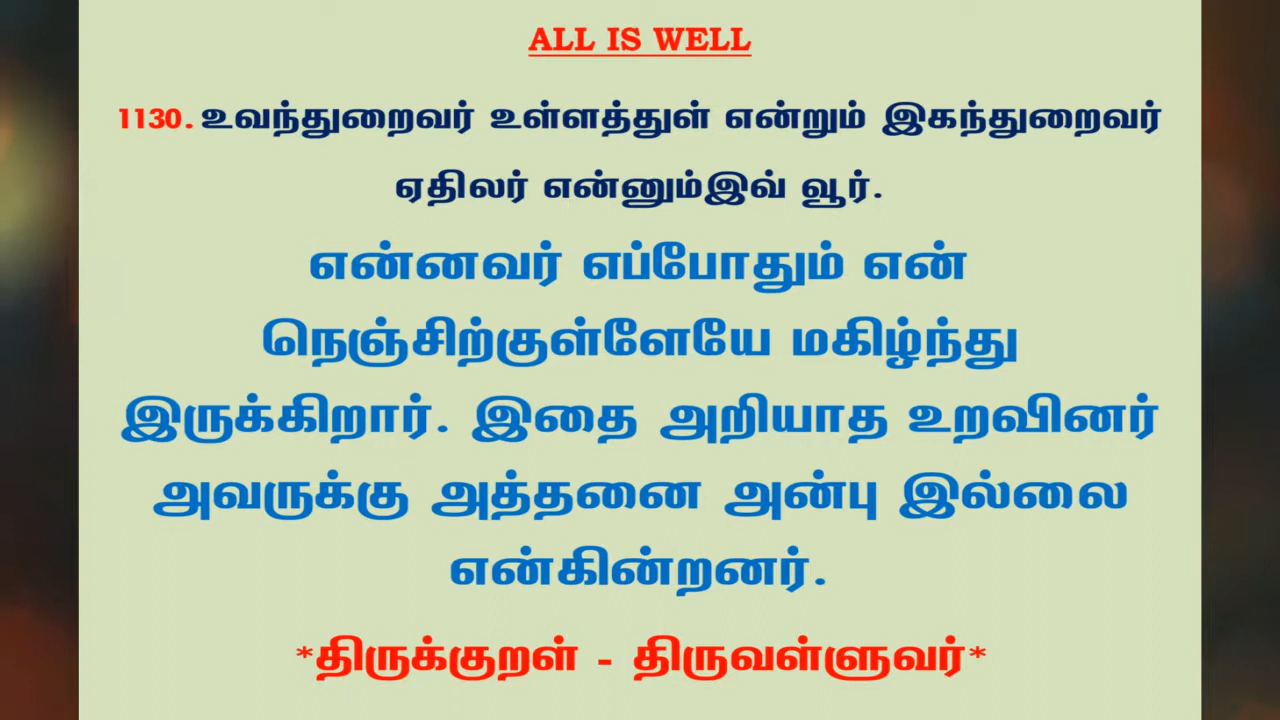 ALL IS WELL
1130. உவந்துறைவர் உள்ளத்துள் என்றும் இகந்துறைவர்
ஏதிலர் என்னும்இவ் வூர்.
என்னவர் எப்போதும் என்
நெஞ்சிற்குள்ளேயே மகிழ்ந்து
இருக்கிறார். இதை அறியாத உறவினர்
அவருக்கு அத்தனை அன்பு இல்லை
என்கின்றனர்.
*திருக்குறள் - திருவள்ளுவர்*